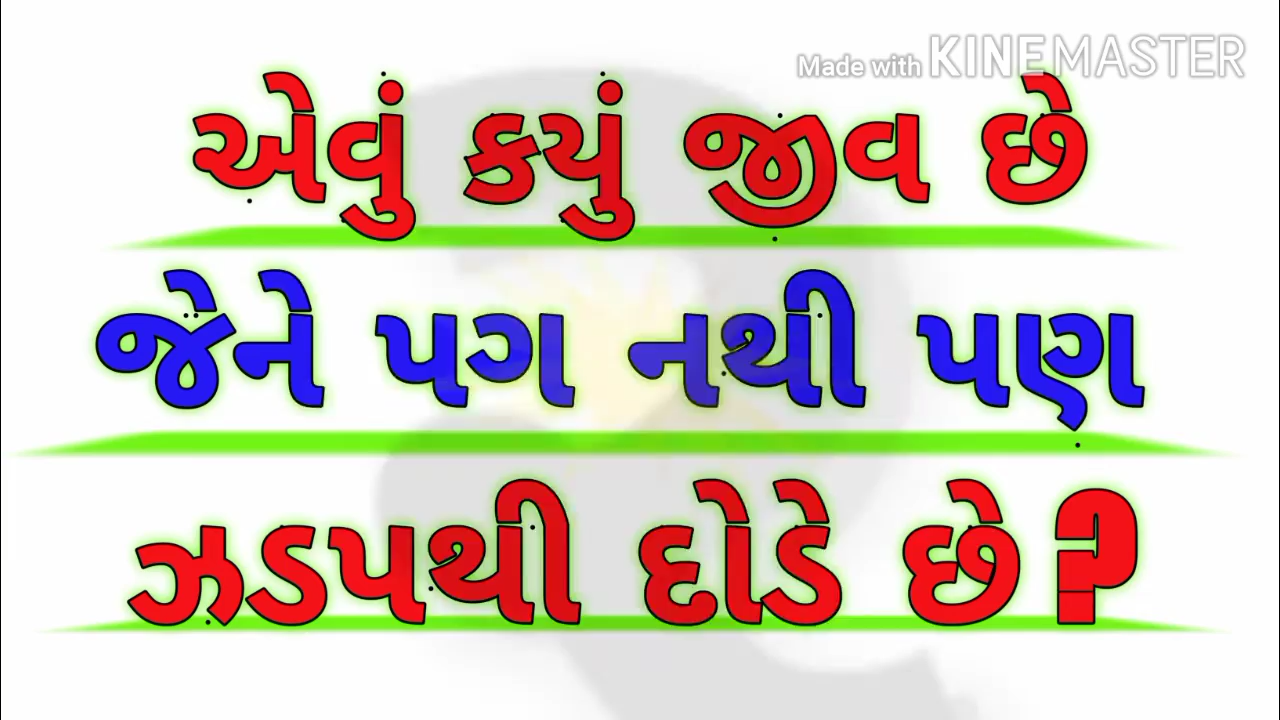 Made with KINEMASTER
એવું કયું જીવ છે
જેને પગ નથી પણ
ઝડપથી દોડે છે?